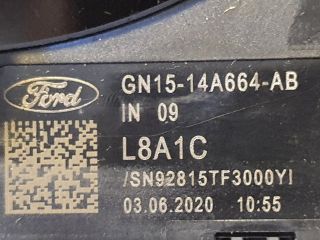 Ford
GN15-14A664-AB
IN 09
L8A1C
/SN92815TF3000YI
03.06.2020 10:55